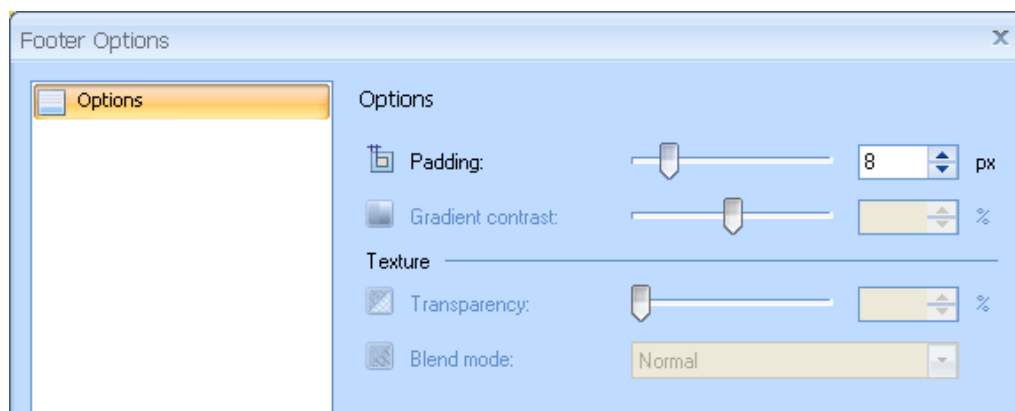 Footer Options
Options
Options
Padding: 8 px
Gradient contrast: %
Texture
Transparency: %
Blend mode: Normal